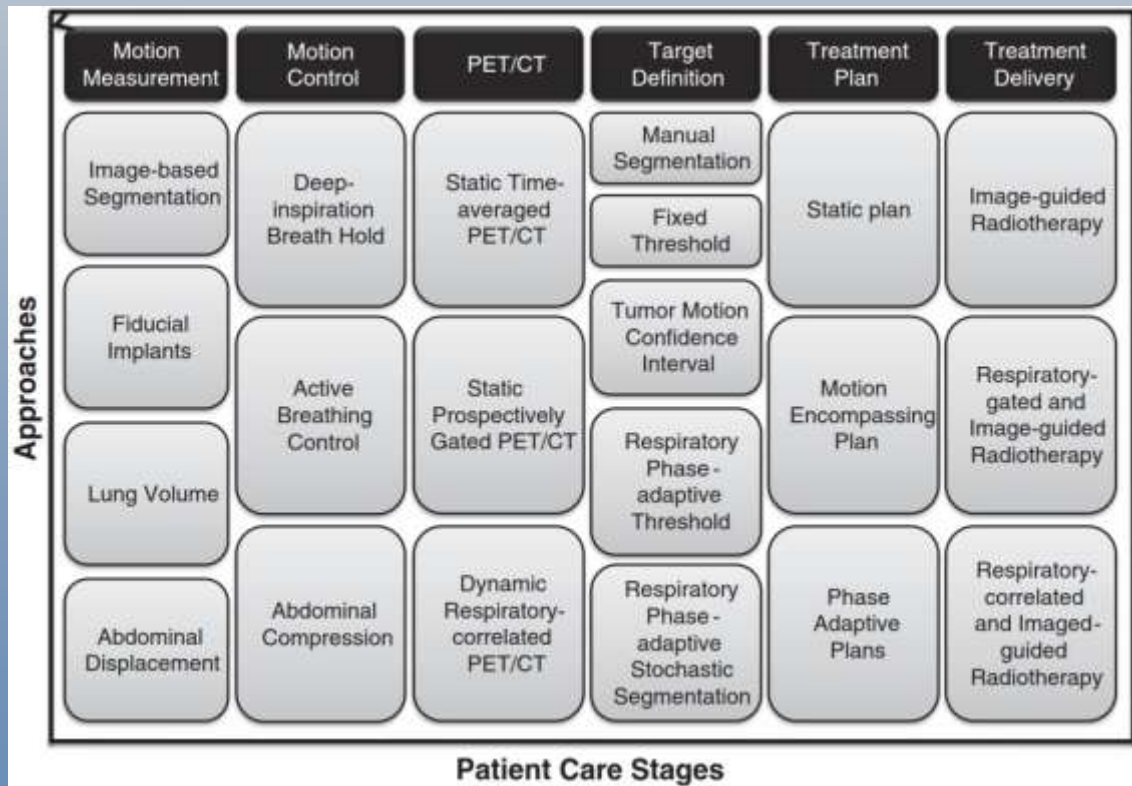 Motion
Measurement
Motion
Control
PET/CT
Target
Definition
Treatment
Plan
Treatment
Delivery
Image-based
Segmentation
Fiducial
Implants
Lung Volume
Abdominal
Displacement
Deep-
inspiration
Breath Hold
Active
Breathing
Control
Abdominal
Compression
Static Time-
averaged
PET/CT
Static
Prospectively
Gated PET/CT
Dynamic
Respiratory-
correlated
PET/CT
Manual
Segmentation
Fixed
Threshold
Tumor Motion
Confidence
Interval
Respiratory
Phase-
adaptive
Threshold
Respiratory
Phase-
adaptive
Stochastic
Segmentation
Static plan
Motion
Encompassing
Plan
Phase
Adaptive
Plans
Image-guided
Radiotherapy
Respiratory-
gated and
Image-guided
Radiotherapy
Respiratory-
correlated
and Imaged-
guided
Radiotherapy
Approaches
Patient Care Stages